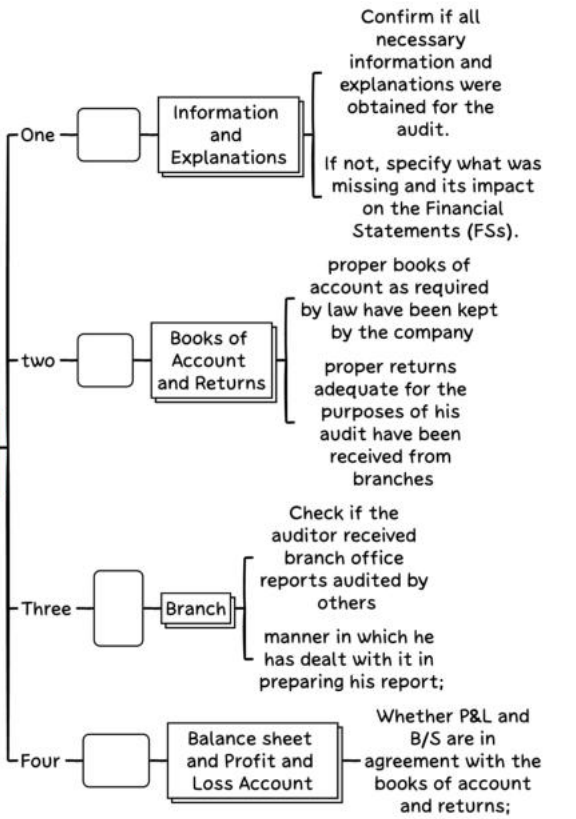 One
Information
and
Explanations
Confirm if all
necessary
information and
explanations were
obtained for the
audit.
If not, specify what was
missing and its impact
on the Financial
Statements (FSs).
two
Books of
Account
and Returns
proper books of
account as required
by law have been kept
by the company
proper returns
adequate for the
purposes of his
audit have been
received from
branches
Three
Branch
Check if the
auditor received
branch office
reports audited by
others
manner in which he
has dealt with it in
preparing his report;
Four
Balance sheet
and Profit and
Loss Account
Whether P&L and
B/S are in
agreement with the
books of account
and returns;